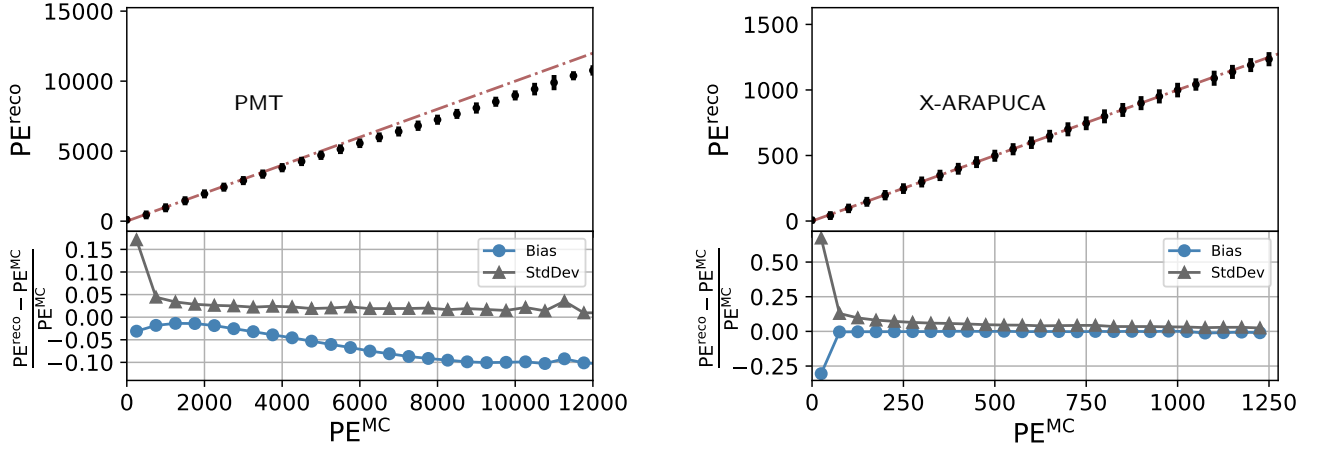 15000
10000
5000
0
PE^reco
PMT
0.15
0.10
0.05
0.00
−0.05
−0.10
PE^reco − PE^MC
PE^MC
Bias
StdDev
0 2000 4000 6000 8000 10000 12000
PE^MC
1500
1000
500
0
PE^reco
X-ARAPUCA
0.50
0.25
0.00
−0.25
PE^reco − PE^MC
PE^MC
Bias
StdDev
0 250 500 750 1000 1250
PE^MC